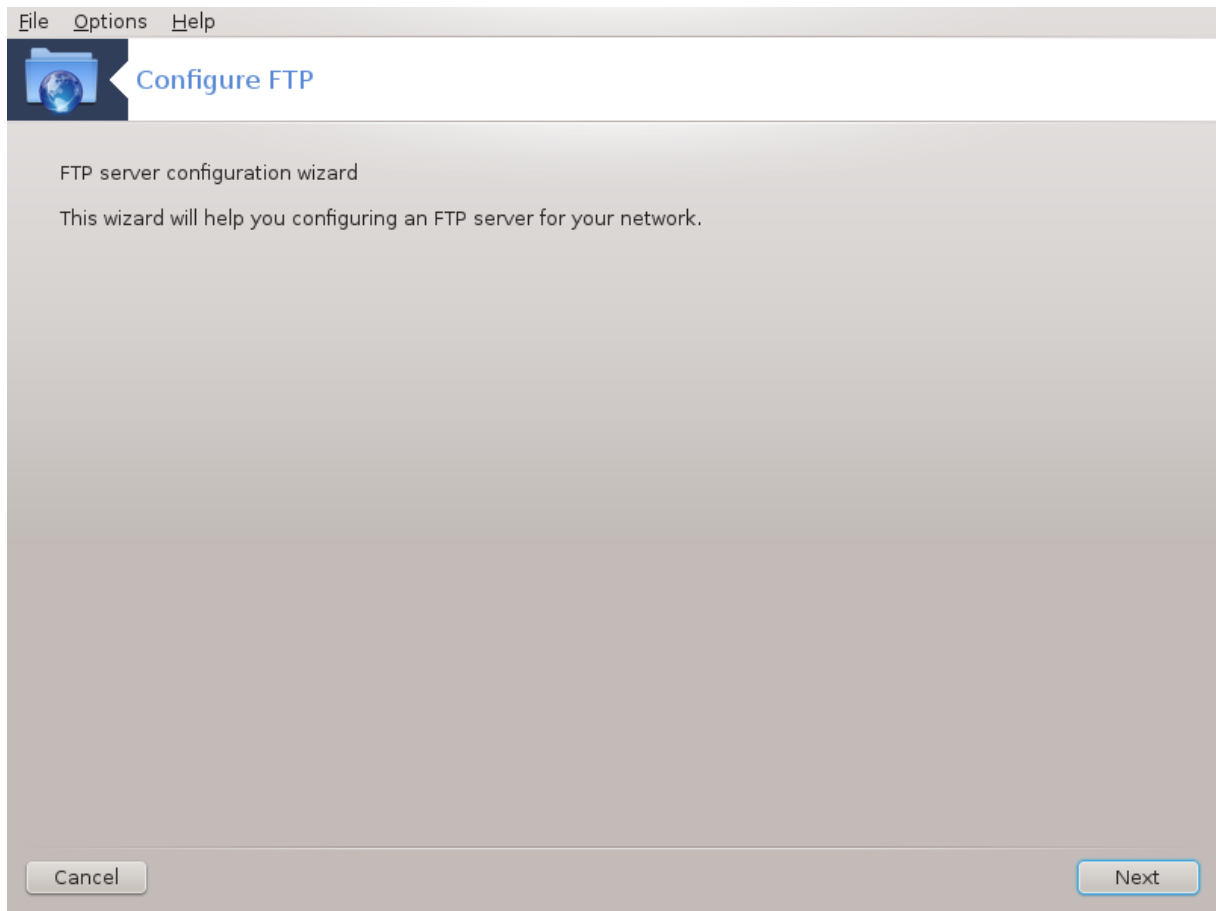 File Options Help
Configure FTP
FTP server configuration wizard
This wizard will help you configuring an FTP server for your network.
Cancel Next